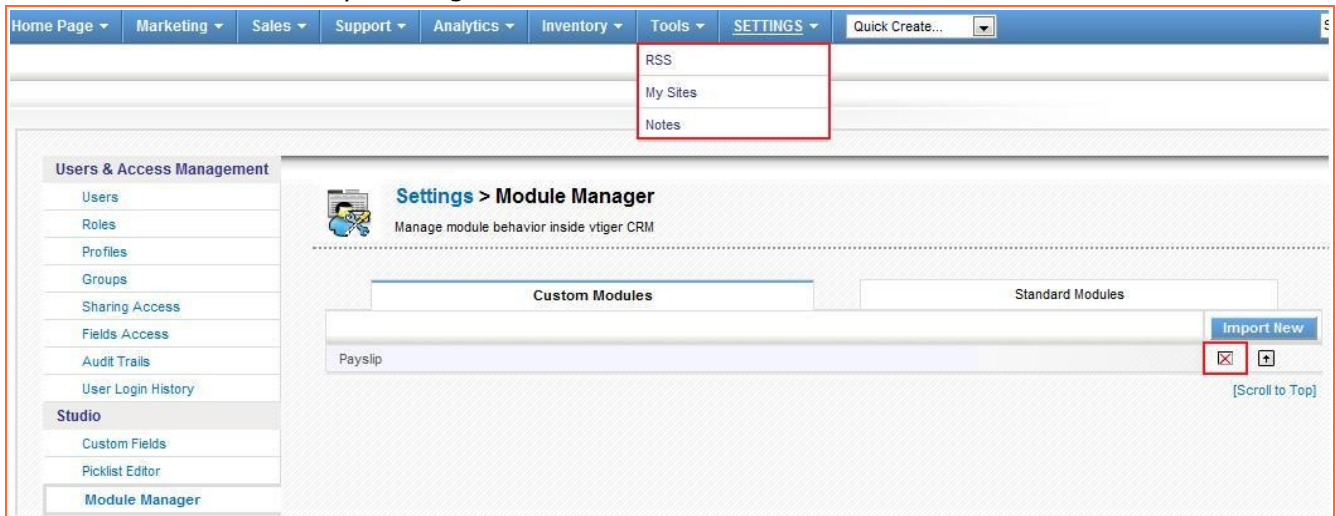 Home Page Marketing Sales Support Analytics Inventory Tools SETTINGS Quick Create...
RSS
My Sites
Notes
Users & Access Management
Users
Roles
Profiles
Groups
Sharing Access
Fields Access
Audit Trails
User Login History
Studio
Custom Fields
Picklist Editor
Module Manager
Settings > Module Manager
Manage module behavior inside vtiger CRM
Custom Modules Standard Modules
Import New
Payslip
[Scroll to Top]